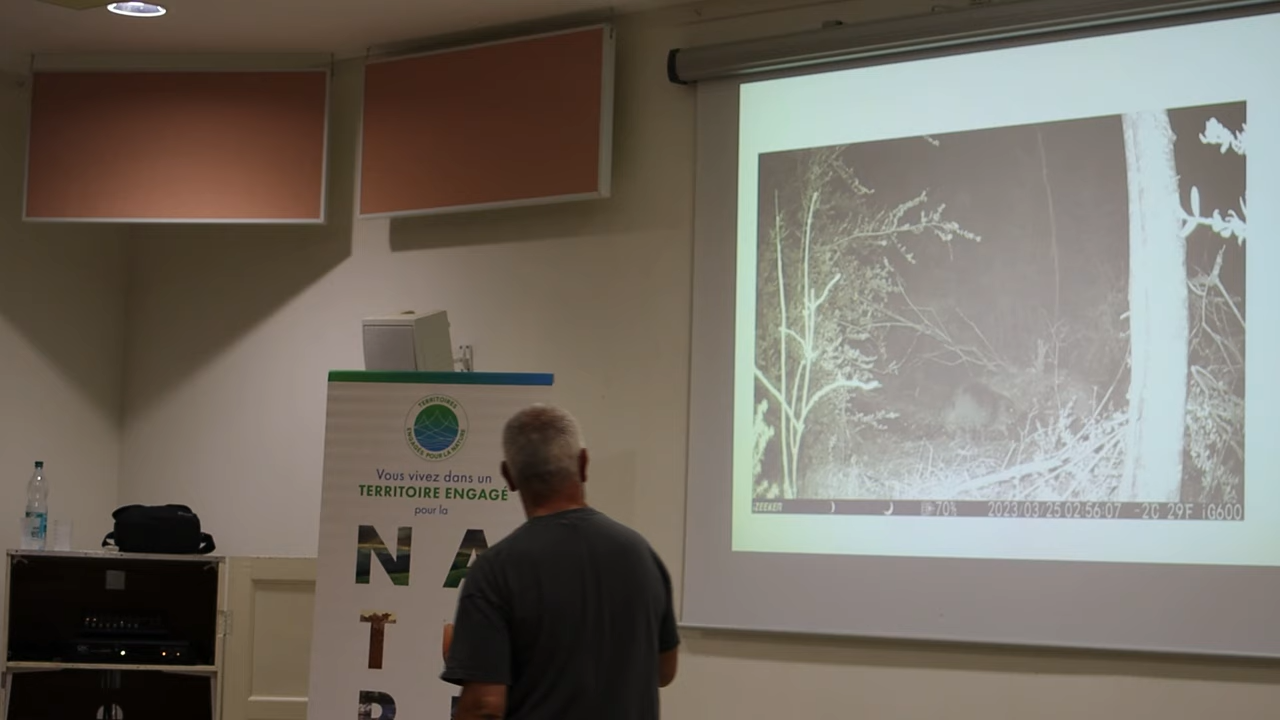 TERRITOIRES
ENGAGÉS POUR LA NATURE
Vous vivez dans un
TERRITOIRE ENGAGÉ
pour la
NA
T
R
ZEEKER 70% 2023/03/25 02:56:07 -2C 29F iG600